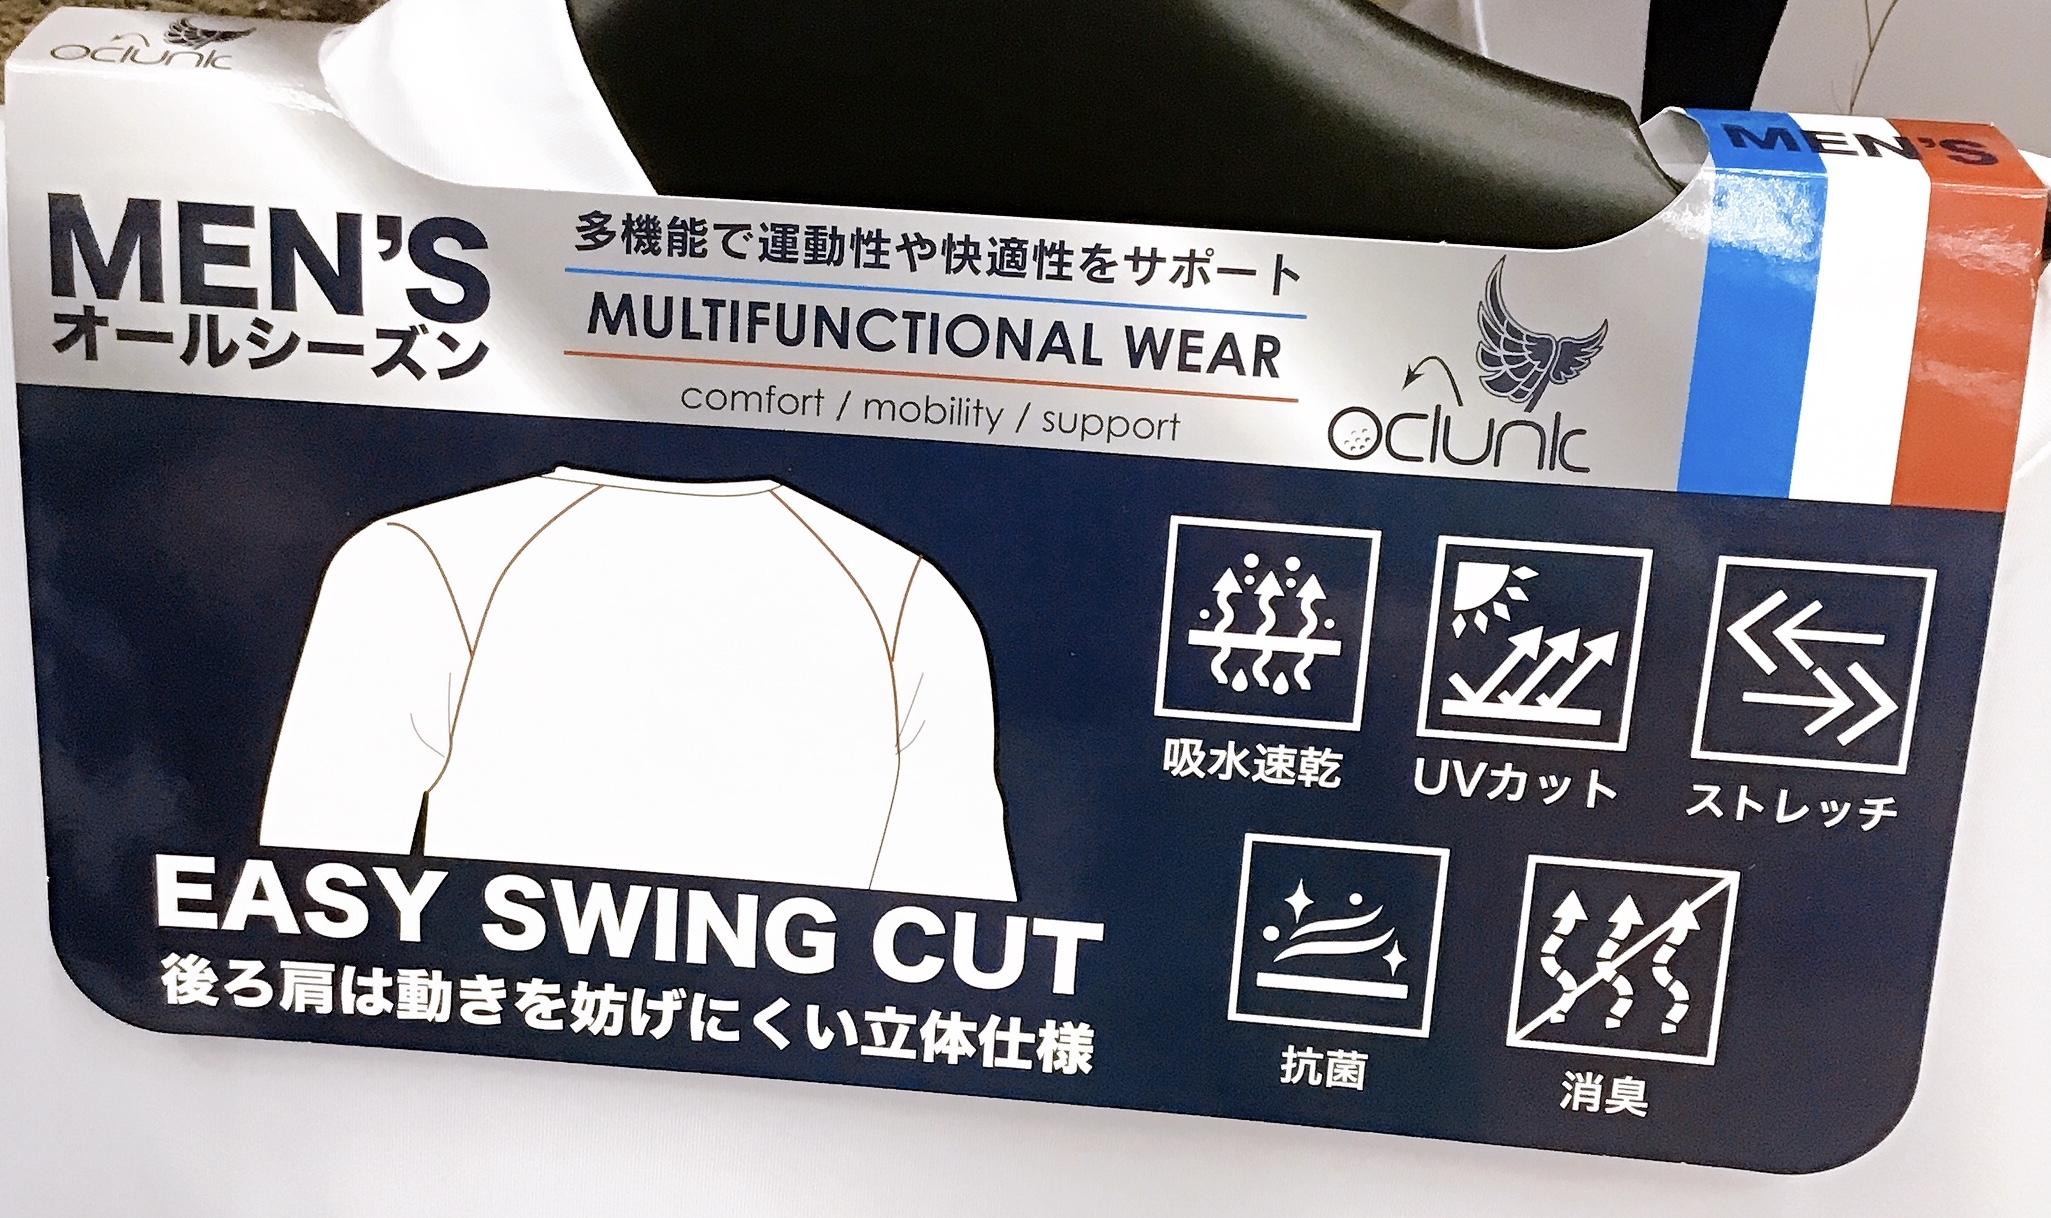 oclunk
MEN'S
MEN'S
オールシーズン
多機能で運動性や快適性をサポート
MULTIFUNCTIONAL WEAR
comfort / mobility / support
oclunk
吸水速乾
UVカット
ストレッチ
抗菌
消臭
EASY SWING CUT
後ろ肩は動きを妨げにくい立体仕様